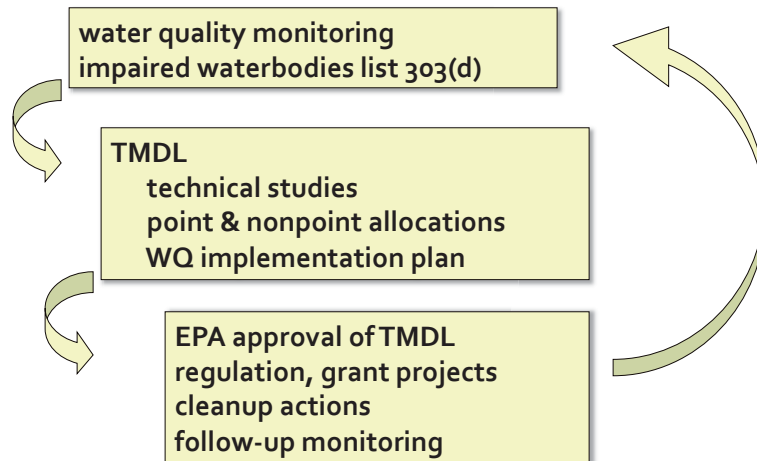 water quality monitoring
impaired waterbodies list 303(d)
TMDL
technical studies
point & nonpoint allocations
WQ implementation plan
EPA approval of TMDL
regulation, grant projects
cleanup actions
follow-up monitoring